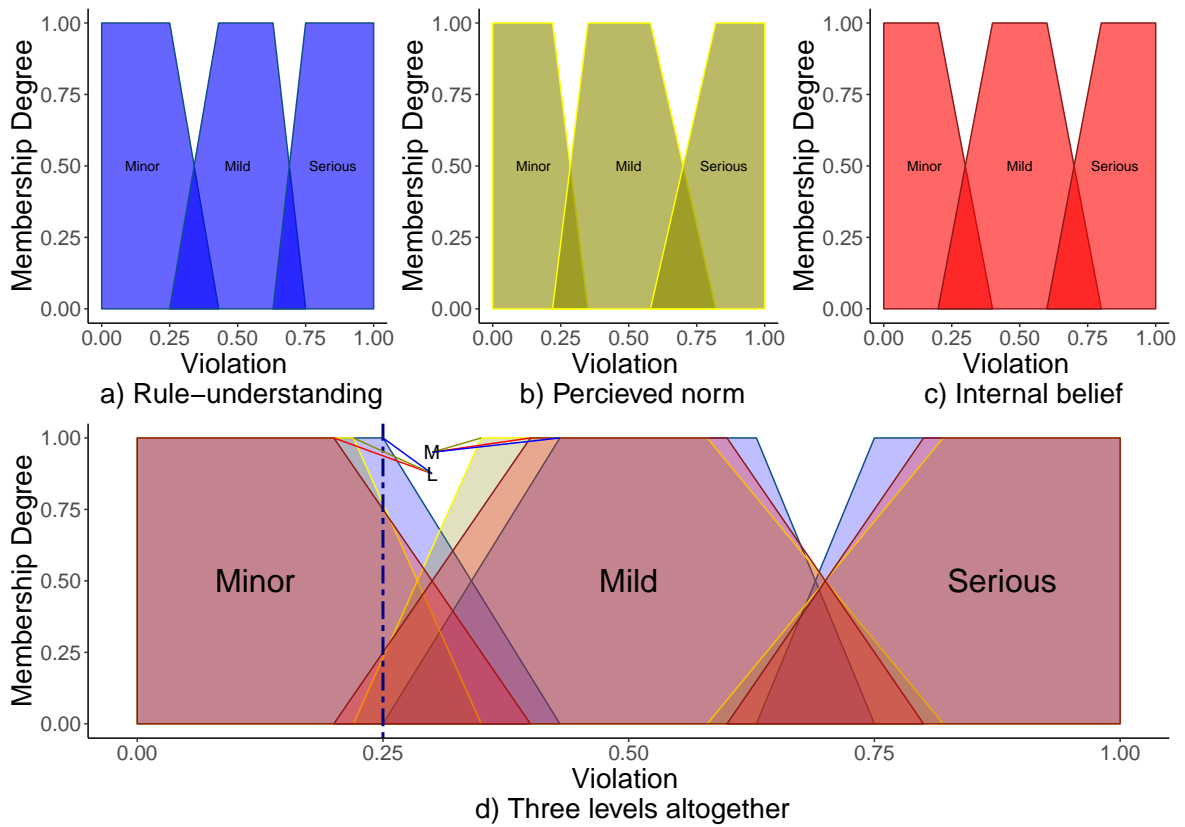 Membership Degree
1.00
0.75
0.50
0.25
0.00
Minor Mild Serious
0.00 0.25 0.50 0.75 1.00
Violation
a) Rule−understanding
Membership Degree
1.00
0.75
0.50
0.25
0.00
Minor Mild Serious
0.00 0.25 0.50 0.75 1.00
Violation
b) Percieved norm
Membership Degree
1.00
0.75
0.50
0.25
0.00
Minor Mild Serious
0.00 0.25 0.50 0.75 1.00
Violation
c) Internal belief
Membership Degree
1.00
0.75
0.50
0.25
0.00
M
L
Minor Mild Serious
0.00 0.25 0.50 0.75 1.00
Violation
d) Three levels altogether